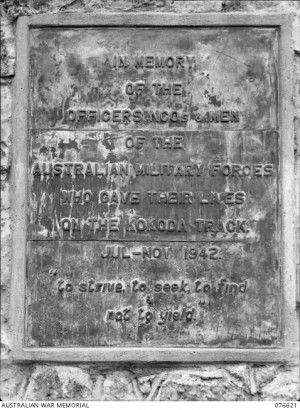 IN MEMORY
OF THE
OFFICERS NCOs & MEN
OF THE
AUSTRALIAN MILITARY FORCES
WHO GAVE THEIR LIVES
ON THE KOKODA TRACK.
JUL-NOV 1942.
"to strive, to seek, to find
&
not to yield."
AUSTRALIAN WAR MEMORIAL 076621